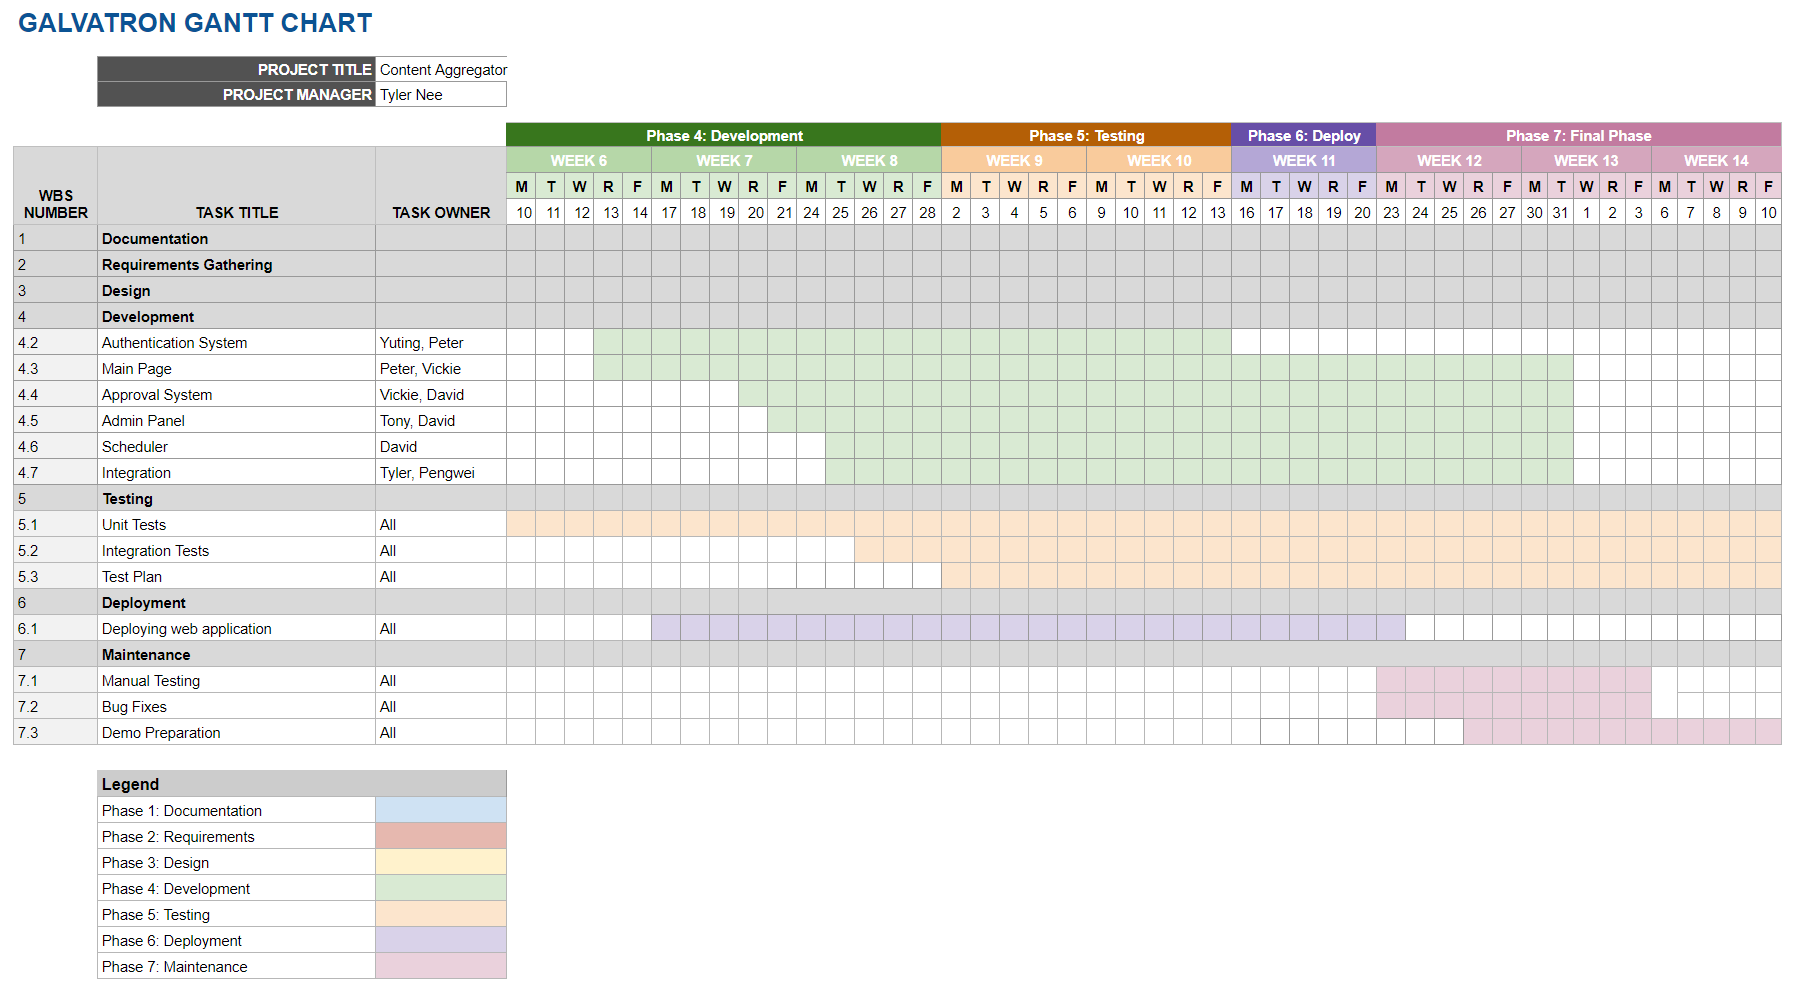 GALVATRON GANTT CHART
PROJECT TITLE Content Aggregator
PROJECT MANAGER Tyler Nee
Phase 4: Development Phase 5: Testing Phase 6: Deploy Phase 7: Final Phase
WEEK 6 WEEK 7 WEEK 8 WEEK 9 WEEK 10 WEEK 11 WEEK 12 WEEK 13 WEEK 14
WBS NUMBER TASK TITLE TASK OWNER
M T W R F M T W R F M T W R F M T W R F M T W R F M T W R F M T W R F M T W R F M T W R F
10 11 12 13 14 17 18 19 20 21 24 25 26 27 28 2 3 4 5 6 9 10 11 12 13 16 17 18 19 20 23 24 25 26 27 30 31 1 2 3 6 7 8 9 10
1 Documentation
2 Requirements Gathering
3 Design
4 Development
4.2 Authentication System Yuting, Peter
4.3 Main Page Peter, Vickie
4.4 Approval System Vickie, David
4.5 Admin Panel Tony, David
4.6 Scheduler David
4.7 Integration Tyler, Pengwei
5 Testing
5.1 Unit Tests All
5.2 Integration Tests All
5.3 Test Plan All
6 Deployment
6.1 Deploying web application All
7 Maintenance
7.1 Manual Testing All
7.2 Bug Fixes All
7.3 Demo Preparation All
Legend
Phase 1: Documentation
Phase 2: Requirements
Phase 3: Design
Phase 4: Development
Phase 5: Testing
Phase 6: Deployment
Phase 7: Maintenance